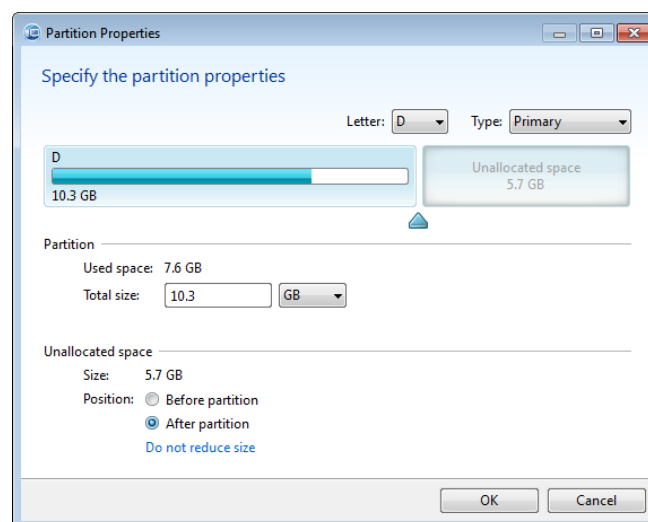 Partition Properties
Specify the partition properties
Letter: D Type: Primary
D
10.3 GB
Unallocated space
5.7 GB
Partition
Used space: 7.6 GB
Total size: 10.3 GB
Unallocated space
Size: 5.7 GB
Position: Before partition
After partition
Do not reduce size
OK Cancel